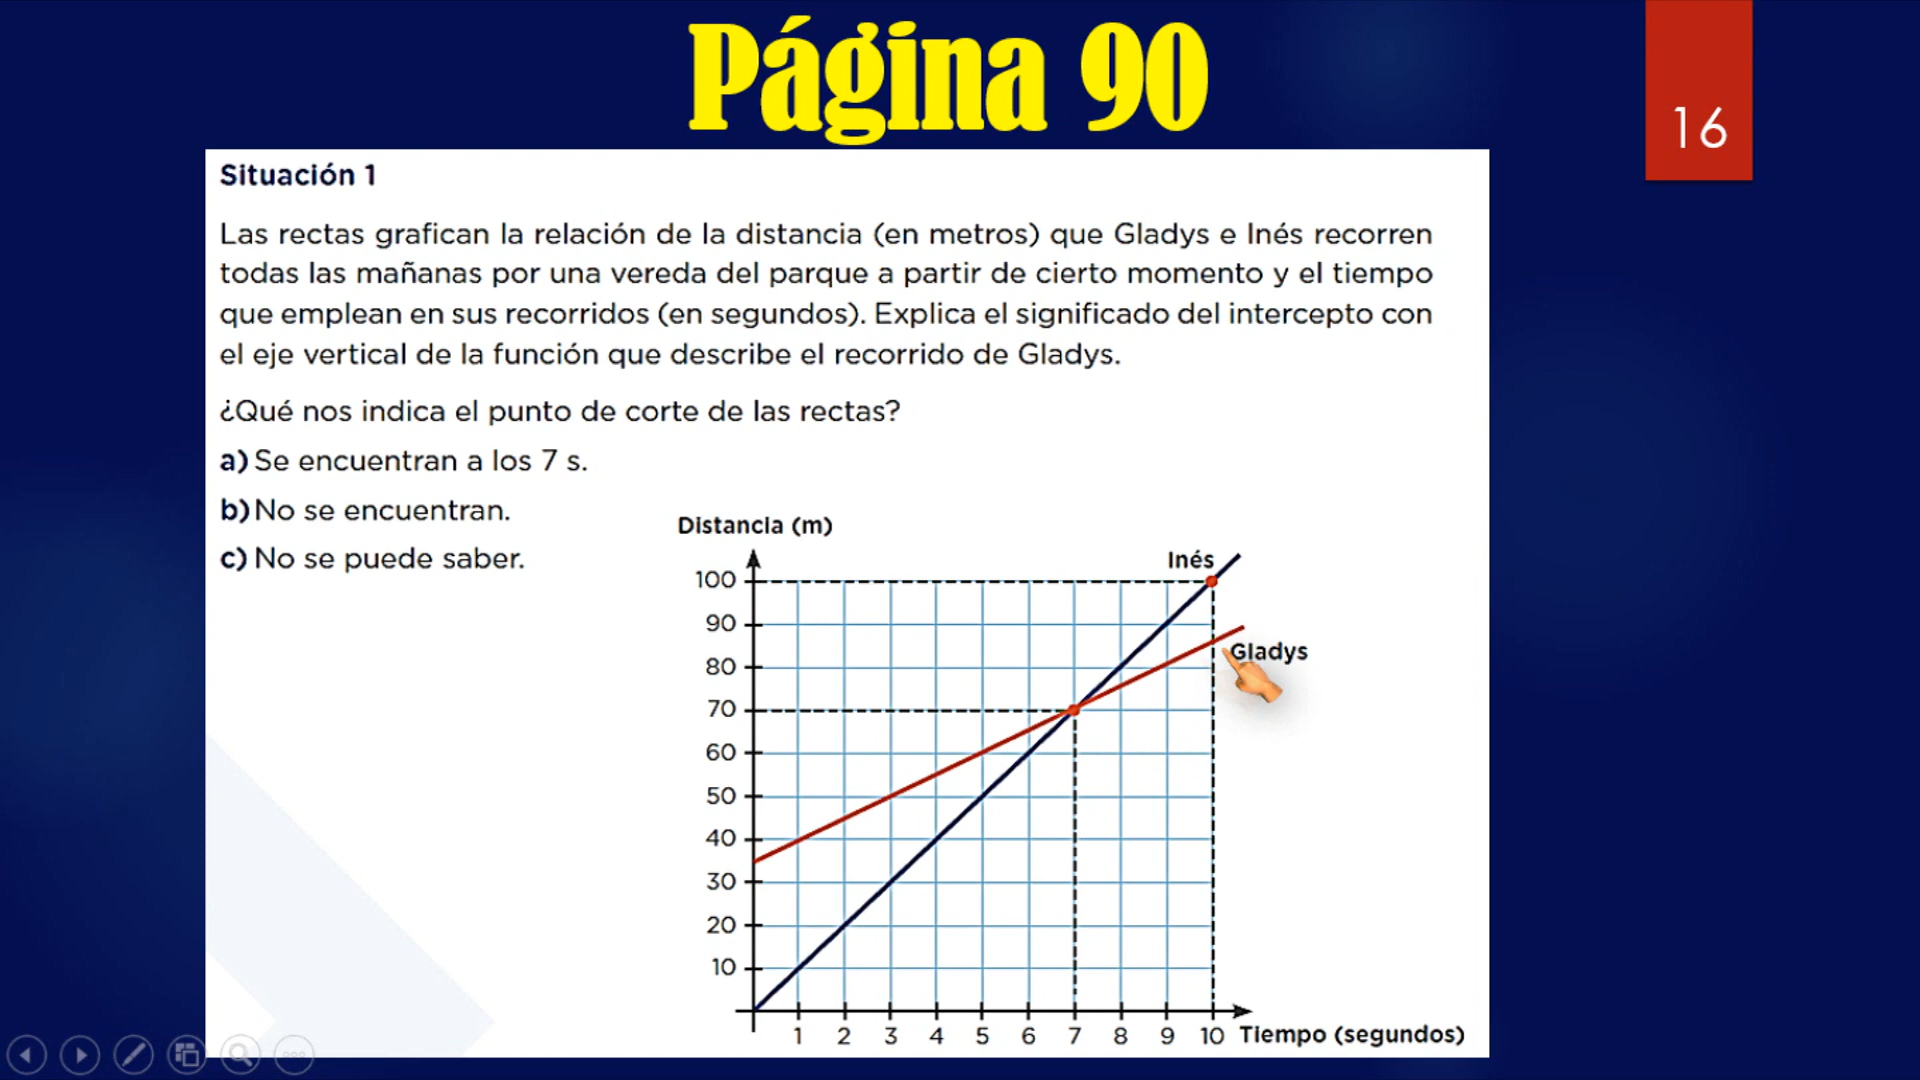 Página 90
16
Situación 1
Las rectas grafican la relación de la distancia (en metros) que Gladys e Inés recorren
todas las mañanas por una vereda del parque a partir de cierto momento y el tiempo
que emplean en sus recorridos (en segundos). Explica el significado del intercepto con
el eje vertical de la función que describe el recorrido de Gladys.
¿Qué nos indica el punto de corte de las rectas?
a) Se encuentran a los 7 s.
b) No se encuentran.
c) No se puede saber.
Distancia (m)
Inés
100
90
Gladys
80
70
60
50
40
30
20
10
1 2 3 4 5 6 7 8 9 10 Tiempo (segundos)